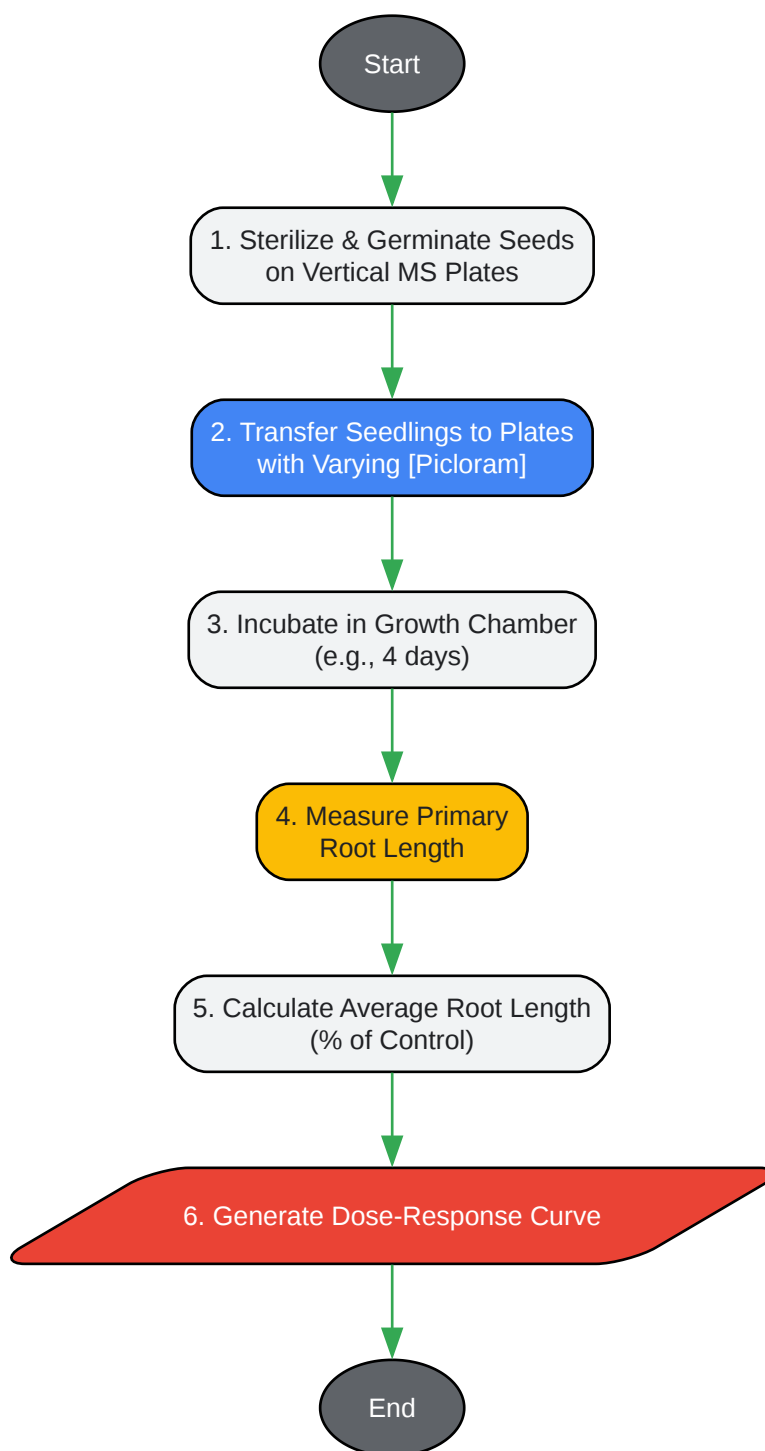 Start
1. Sterilize & Germinate Seeds
on Vertical MS Plates
2. Transfer Seedlings to Plates
with Varying [Picloram]
3. Incubate in Growth Chamber
(e.g., 4 days)
4. Measure Primary
Root Length
5. Calculate Average Root Length
(% of Control)
6. Generate Dose-Response Curve
End